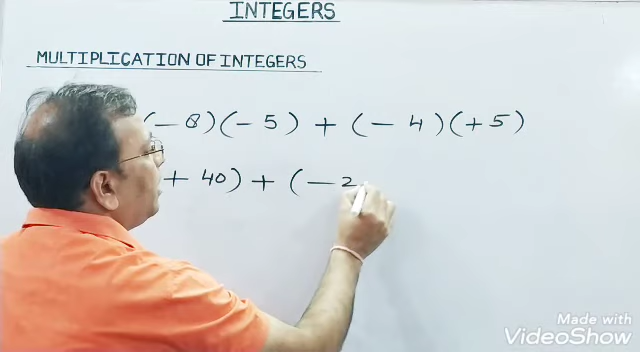 INTEGERS
MULTIPLICATION OF INTEGERS
(- 8)(- 5) + (- 4)(+ 5)
+ 40) + (- 2
Made with
VideoShow